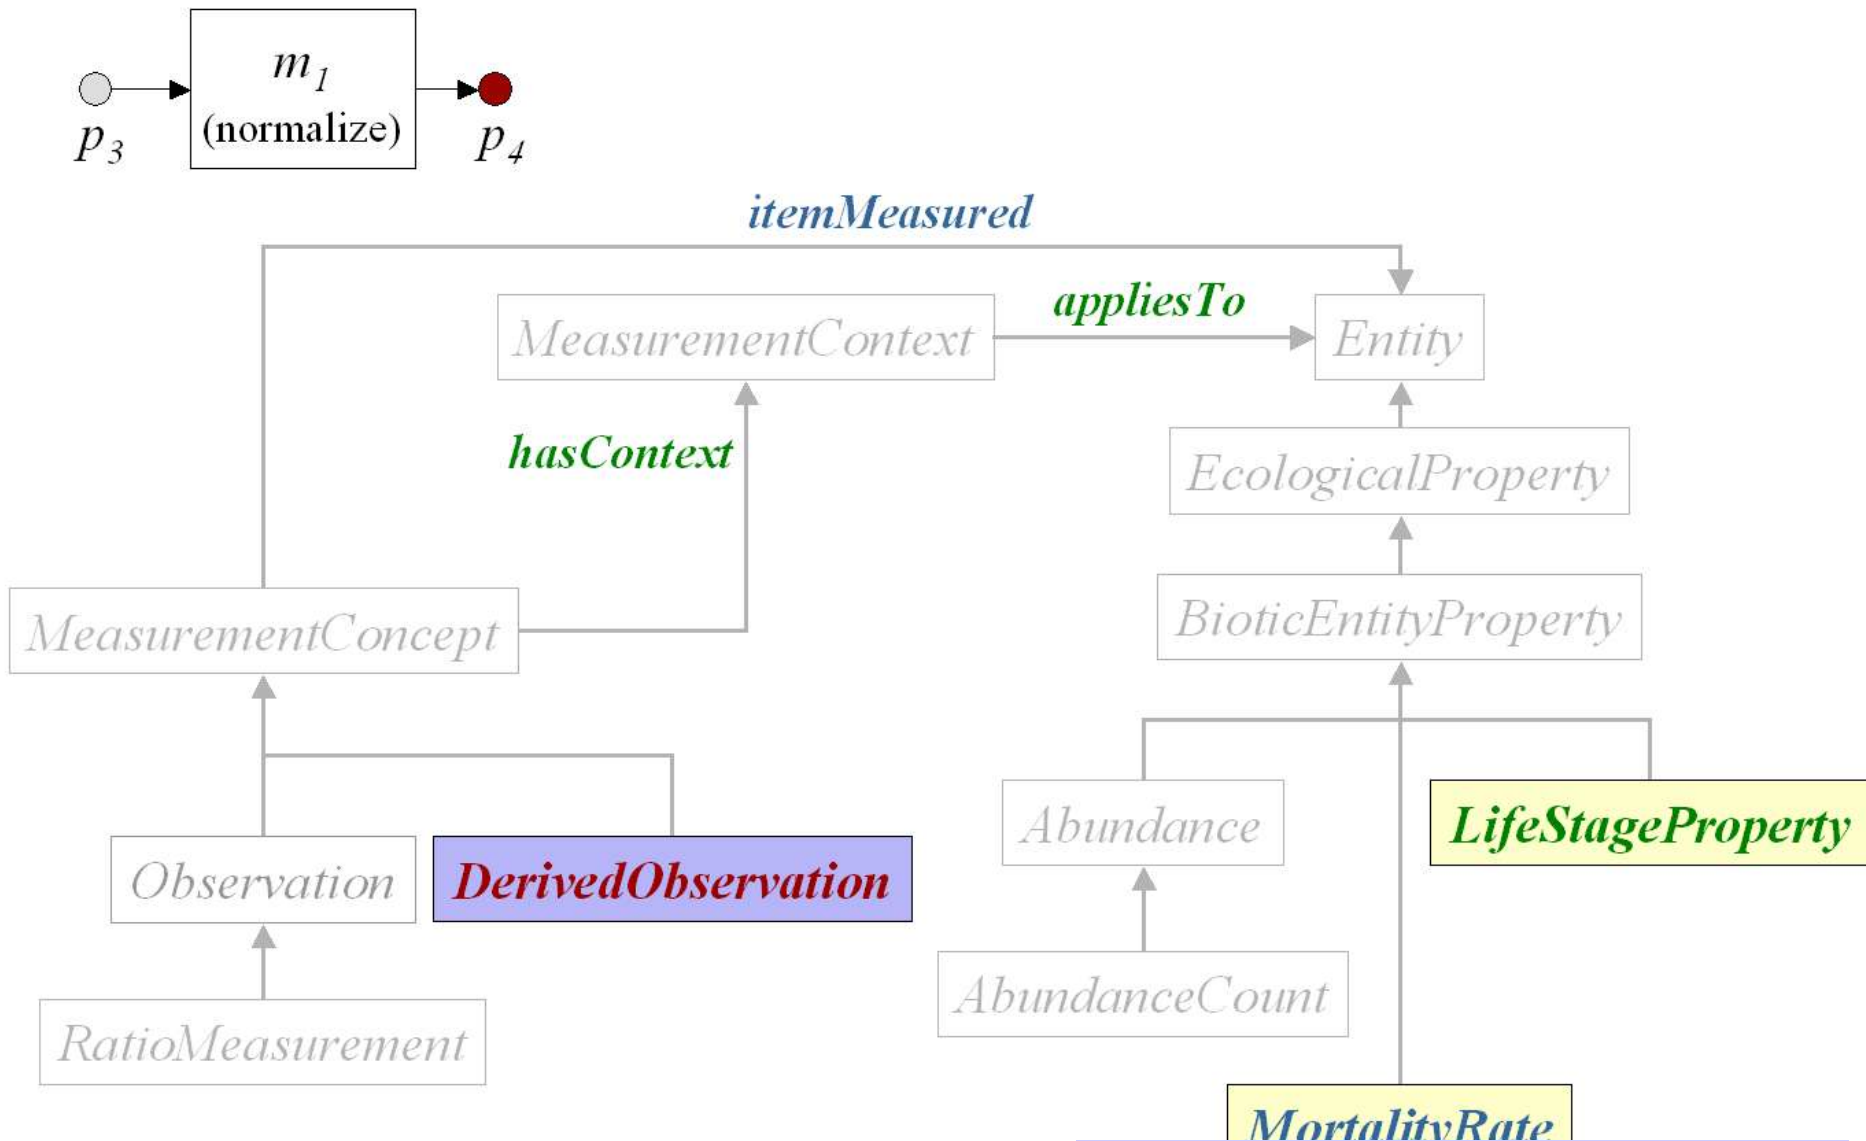 m1
(normalize)
p3
p4
itemMeasured
appliesTo
MeasurementContext
Entity
hasContext
EcologicalProperty
BioticEntityProperty
MeasurementConcept
Abundance
LifeStageProperty
Observation
DerivedObservation
AbundanceCount
RatioMeasurement
MortalityRate